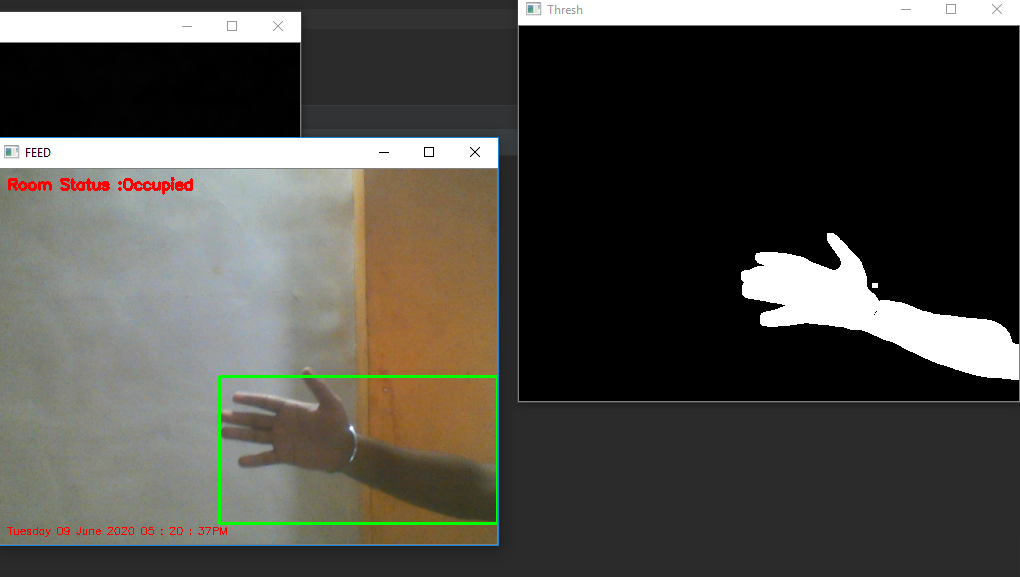 Thresh
FEED
Room Status :Occupied
Tuesday 09 June 2020 05 : 20 : 37PM